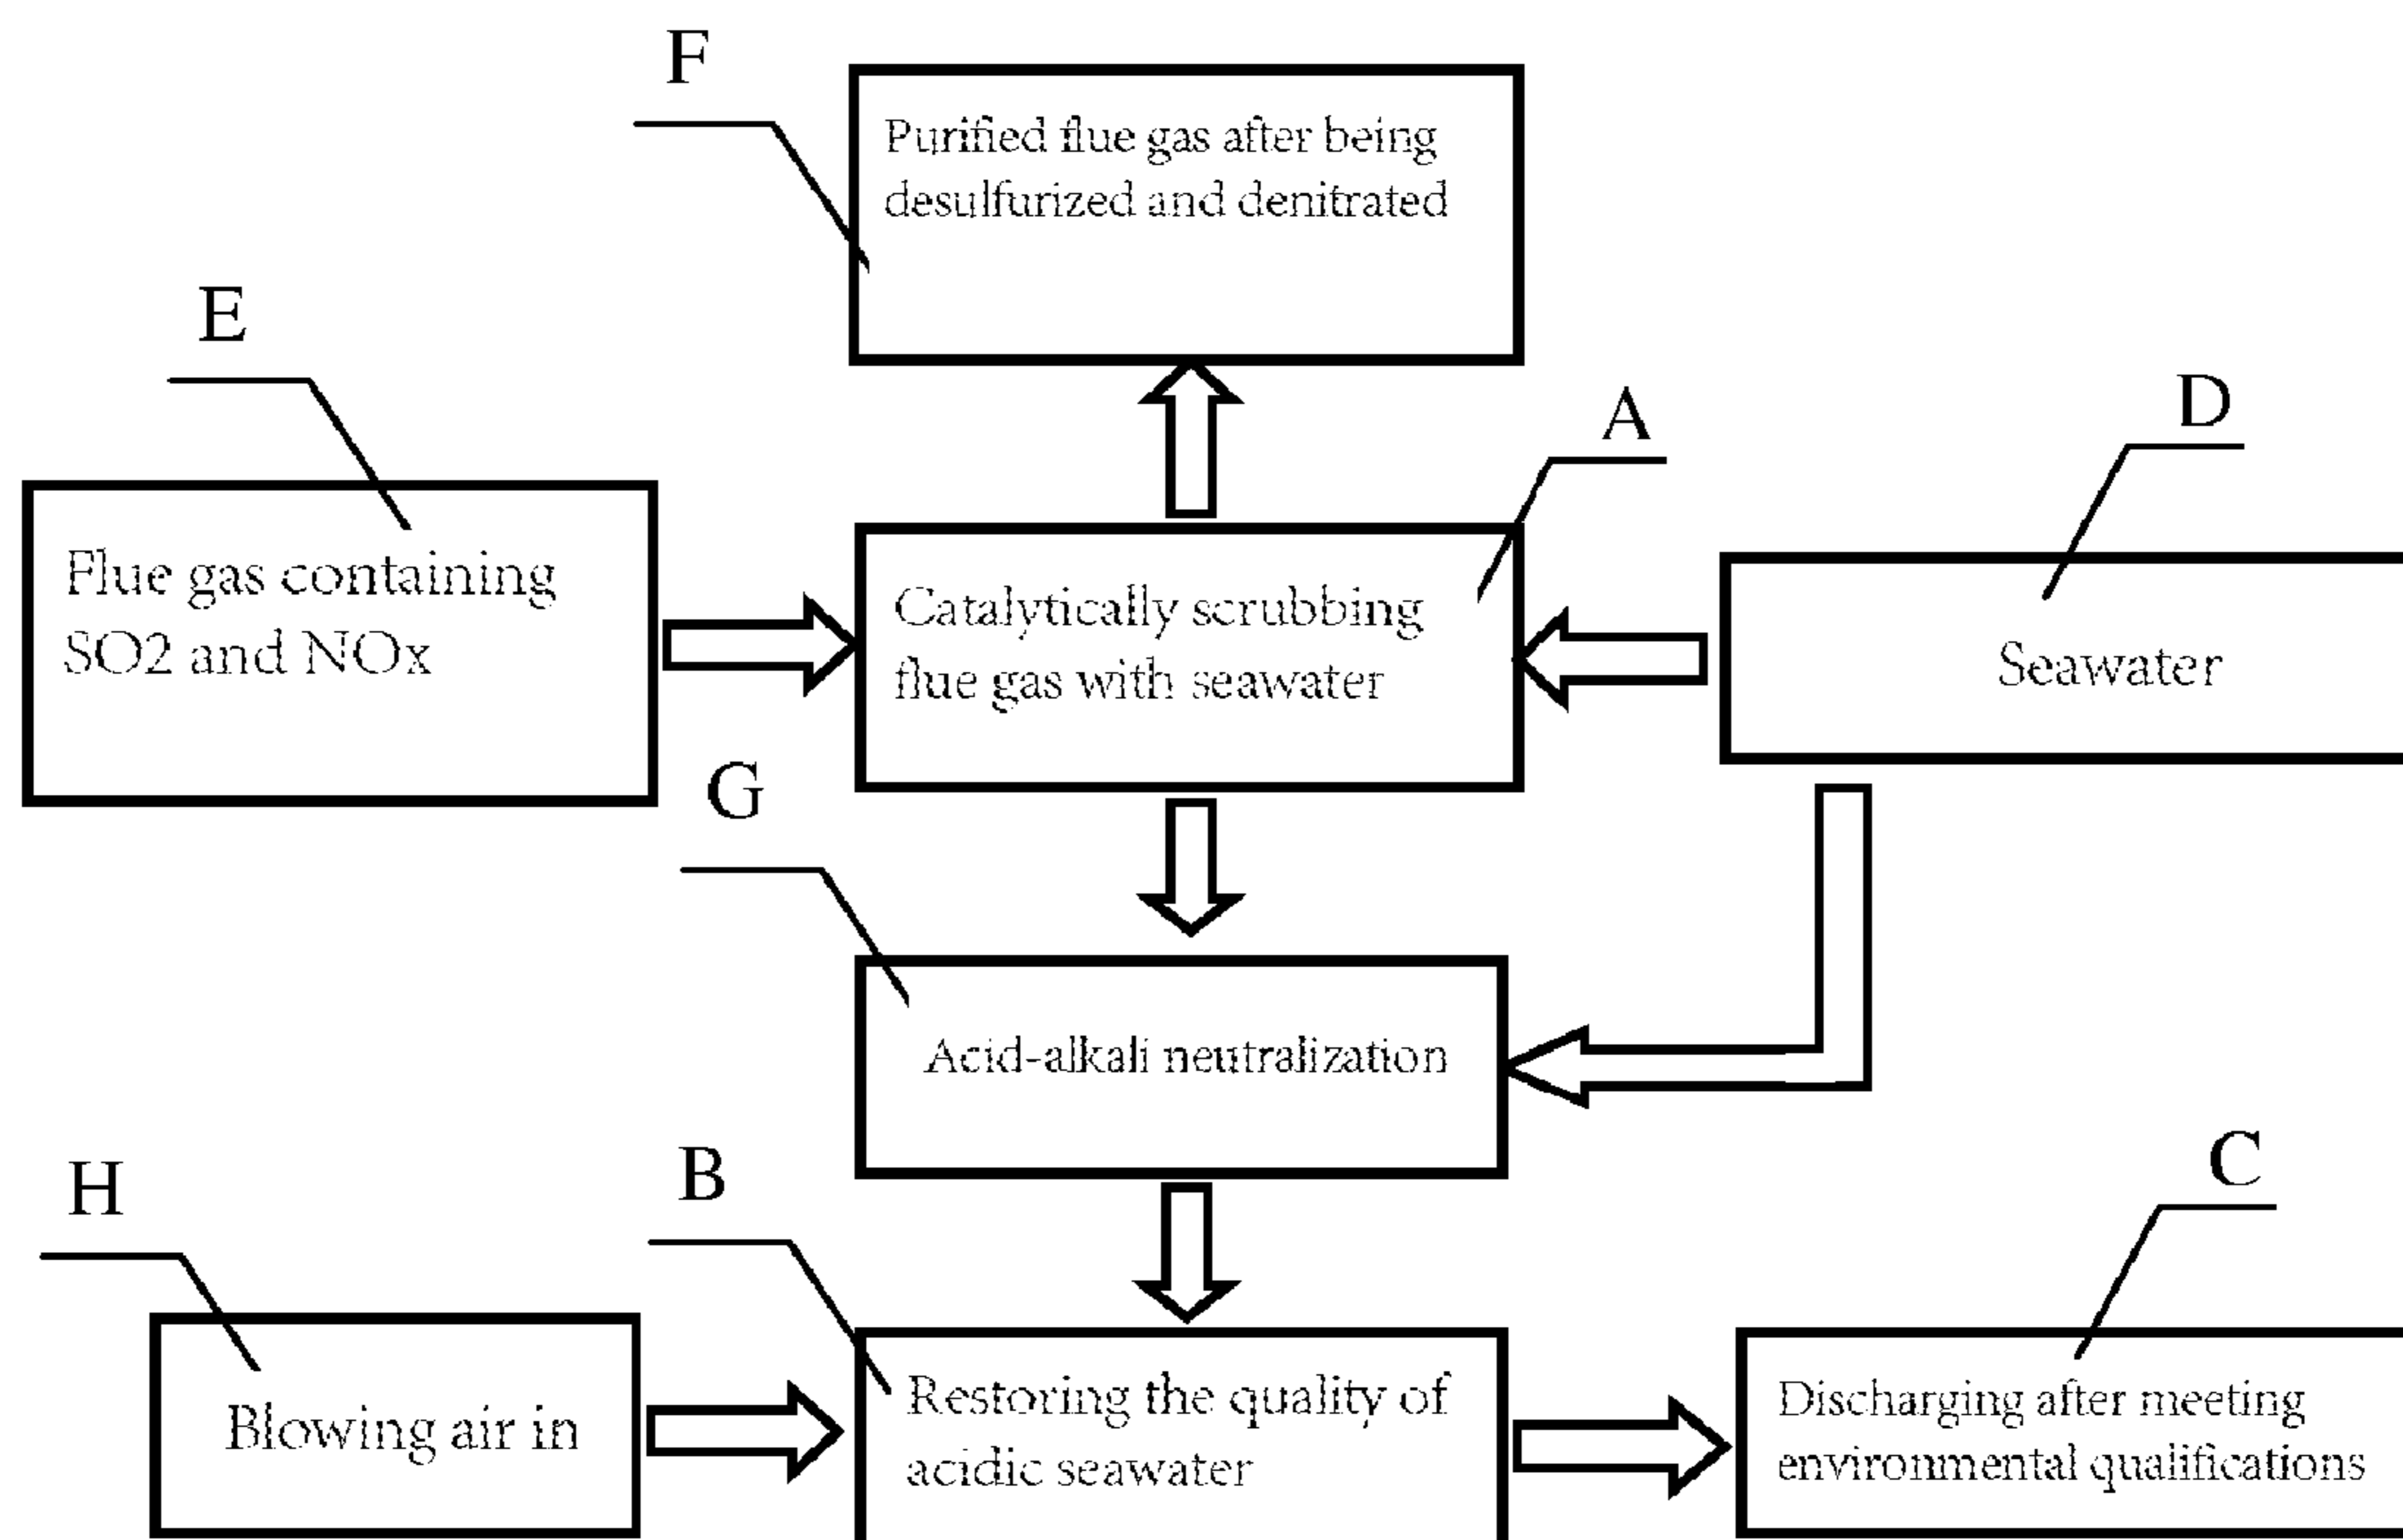 F
Purified flue gas after being
desulfurized and denitrated
E
Flue gas containing
SO2 and NOx
A
Catalytically scrubbing
flue gas with seawater
D
Seawater
G
Acid-alkali neutralization
H
Blowing air in
B
Restoring the quality of
acidic seawater
C
Discharging after meeting
environmental qualifications